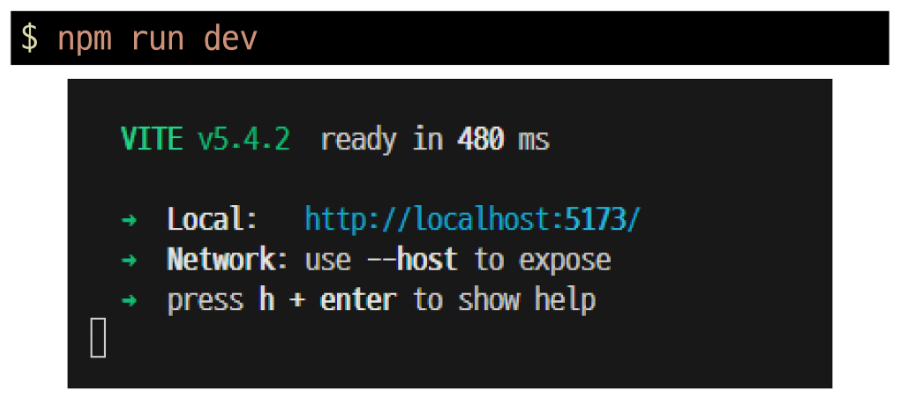 $ npm run dev
VITE v5.4.2 ready in 480 ms
➜ Local: http://localhost:5173/
➜ Network: use --host to expose
➜ press h + enter to show help